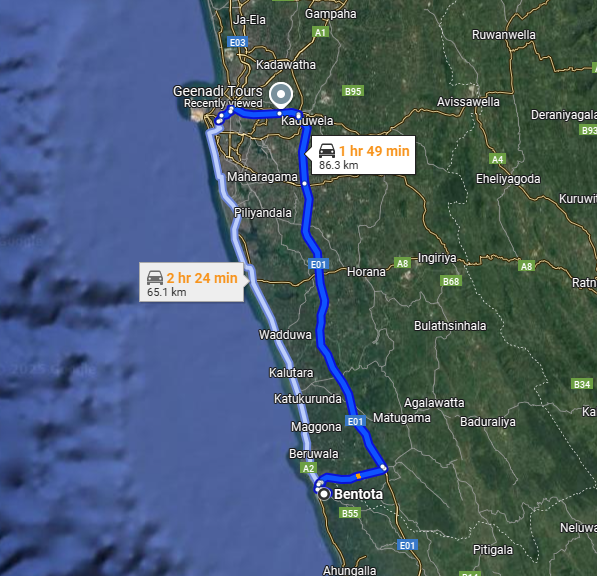 Ja-Ela
Gampaha
E03
A1
Ruwanwella
Kadawatha
Geenadi Tours
Recently viewed
B95
Avissawella
Kaduwela
Deraniyagala
B93
1 hr 49 min
86.3 km
A4
Maharagama
Eheliyagoda
Kuruwit
Piliyandala
2 hr 24 min
65.1 km
E01
Horana
A8
Ingiriya
A8
B68
Ratn
Wadduwa
Bulathsinhala
Kalutara
B34
Katukurunda
Agalawatta
Ka
Maggona
E01
Matugama
Baduraliya
Beruwala
A2
Bentota
B55
Neluwa
E01
Pitigala
Ahungalla